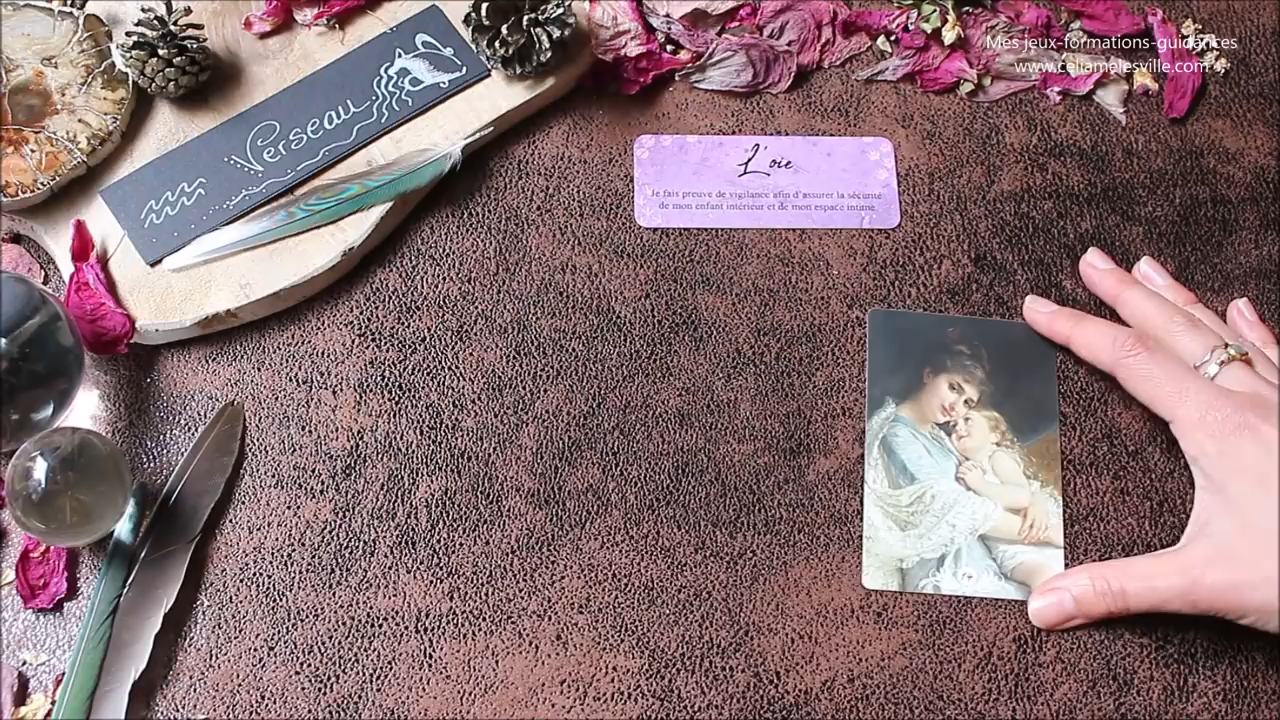 Mes jeux-formations-guidances
www.celiamelesville.com
Verseau
L'oie
Je fais preuve de vigilance afin d'assurer la sécurité
de mon enfant intérieur et de mon espace intime.